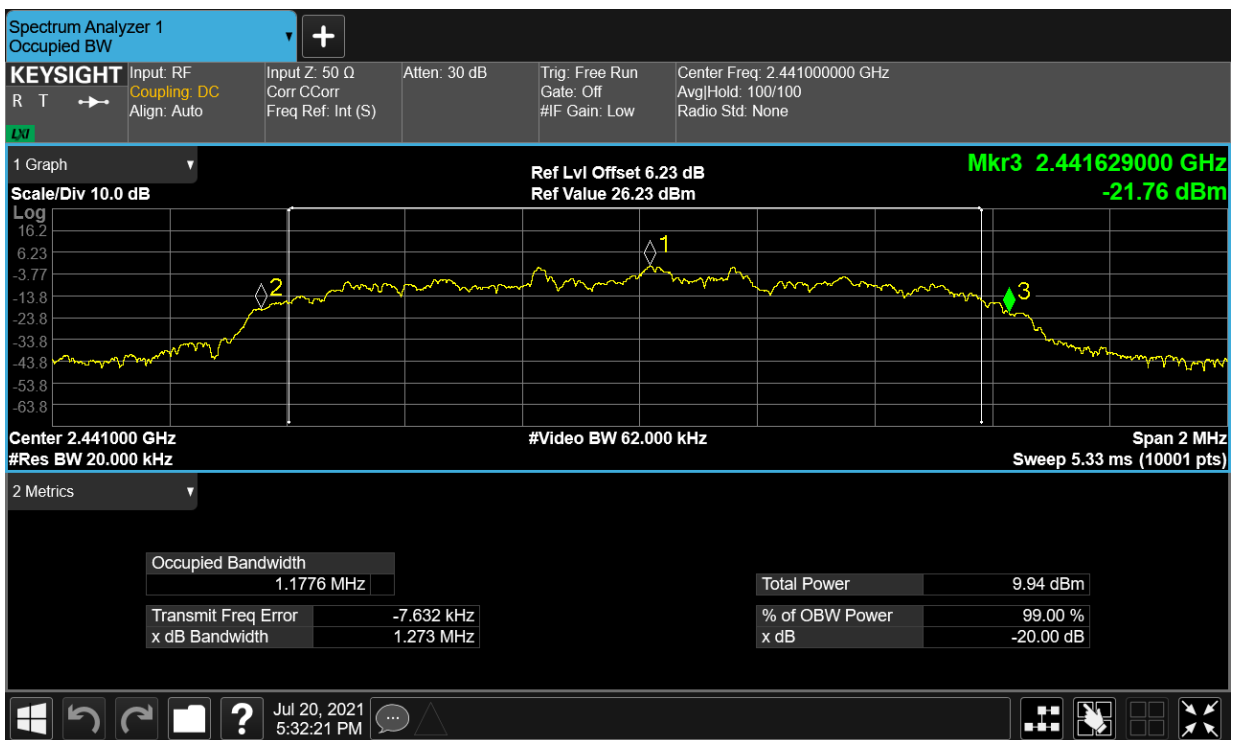 Spectrum Analyzer 1
Occupied BW
+
KEYSIGHT
R T
LXI
Input: RF
Coupling: DC
Align: Auto
Input Z: 50 Ω
Corr CCorr
Freq Ref: Int (S)
Atten: 30 dB
Trig: Free Run
Gate: Off
#IF Gain: Low
Center Freq: 2.441000000 GHz
Avg|Hold: 100/100
Radio Std: None
1 Graph
Scale/Div 10.0 dB
Ref Lvl Offset 6.23 dB
Ref Value 26.23 dBm
Mkr3 2.441629000 GHz
-21.76 dBm
Log
16.2
6.23
-3.77
-13.8
-23.8
-33.8
-43.8
-53.8
-63.8
1
2
3
Center 2.441000 GHz
#Res BW 20.000 kHz
#Video BW 62.000 kHz
Span 2 MHz
Sweep 5.33 ms (10001 pts)
2 Metrics
Occupied Bandwidth
1.1776 MHz
Transmit Freq Error -7.632 kHz
x dB Bandwidth 1.273 MHz
Total Power 9.94 dBm
% of OBW Power 99.00 %
x dB -20.00 dB
?
Jul 20, 2021
5:32:21 PM